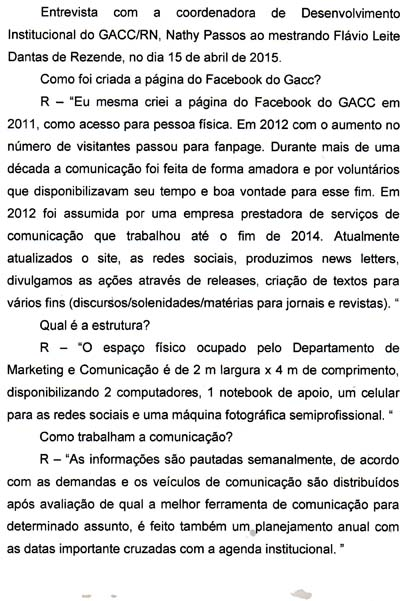 Entrevista com a coordenadora de Desenvolvimento
Institucional do GACC/RN, Nathy Passos ao mestrando Flávio Leite
Dantas de Rezende, no dia 15 de abril de 2015.
Como foi criada a página do Facebook do Gacc?
R – “Eu mesma criei a página do Facebook do GACC em
2011, como acesso para pessoa física. Em 2012 com o aumento no
número de visitantes passou para fanpage. Durante mais de uma
década a comunicação foi feita de forma amadora e por voluntários
que disponibilizavam seu tempo e boa vontade para esse fim. Em
2012 foi assumida por uma empresa prestadora de serviços de
comunicação que trabalhou até o fim de 2014. Atualmente
atualizados o site, as redes sociais, produzimos news letters,
divulgamos as ações através de releases, criação de textos para
vários fins (discursos/solenidades/matérias para jornais e revistas). “
Qual é a estrutura?
R – “O espaço físico ocupado pelo Departamento de
Marketing e Comunicação é de 2 m largura x 4 m de comprimento,
disponibilizando 2 computadores, 1 notebook de apoio, um celular
para as redes sociais e uma máquina fotográfica semiprofissional. “
Como trabalham a comunicação?
R – “As informações são pautadas semanalmente, de acordo
com as demandas e os veículos de comunicação são distribuídos
após avaliação de qual a melhor ferramenta de comunicação para
determinado assunto, é feito também um planejamento anual com
as datas importante cruzadas com a agenda institucional. ”